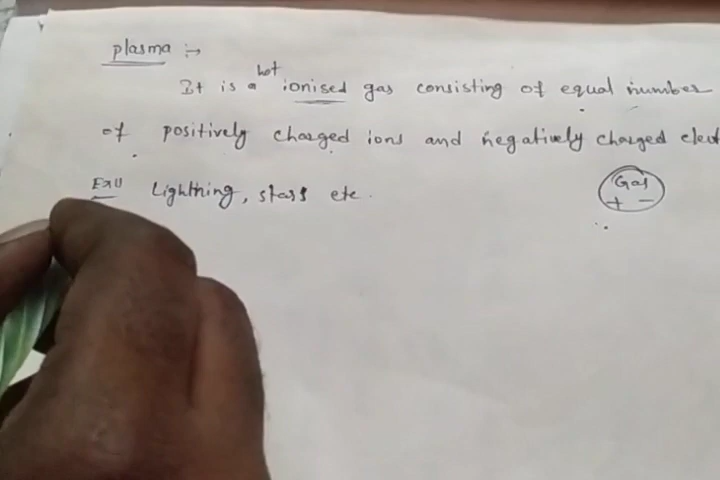 plasma :→
It is a hot ionised gas consisting of equal number
of positively charged ions and negatively charged elect
Ex:- Lightning, stars etc.
Gas
+ -